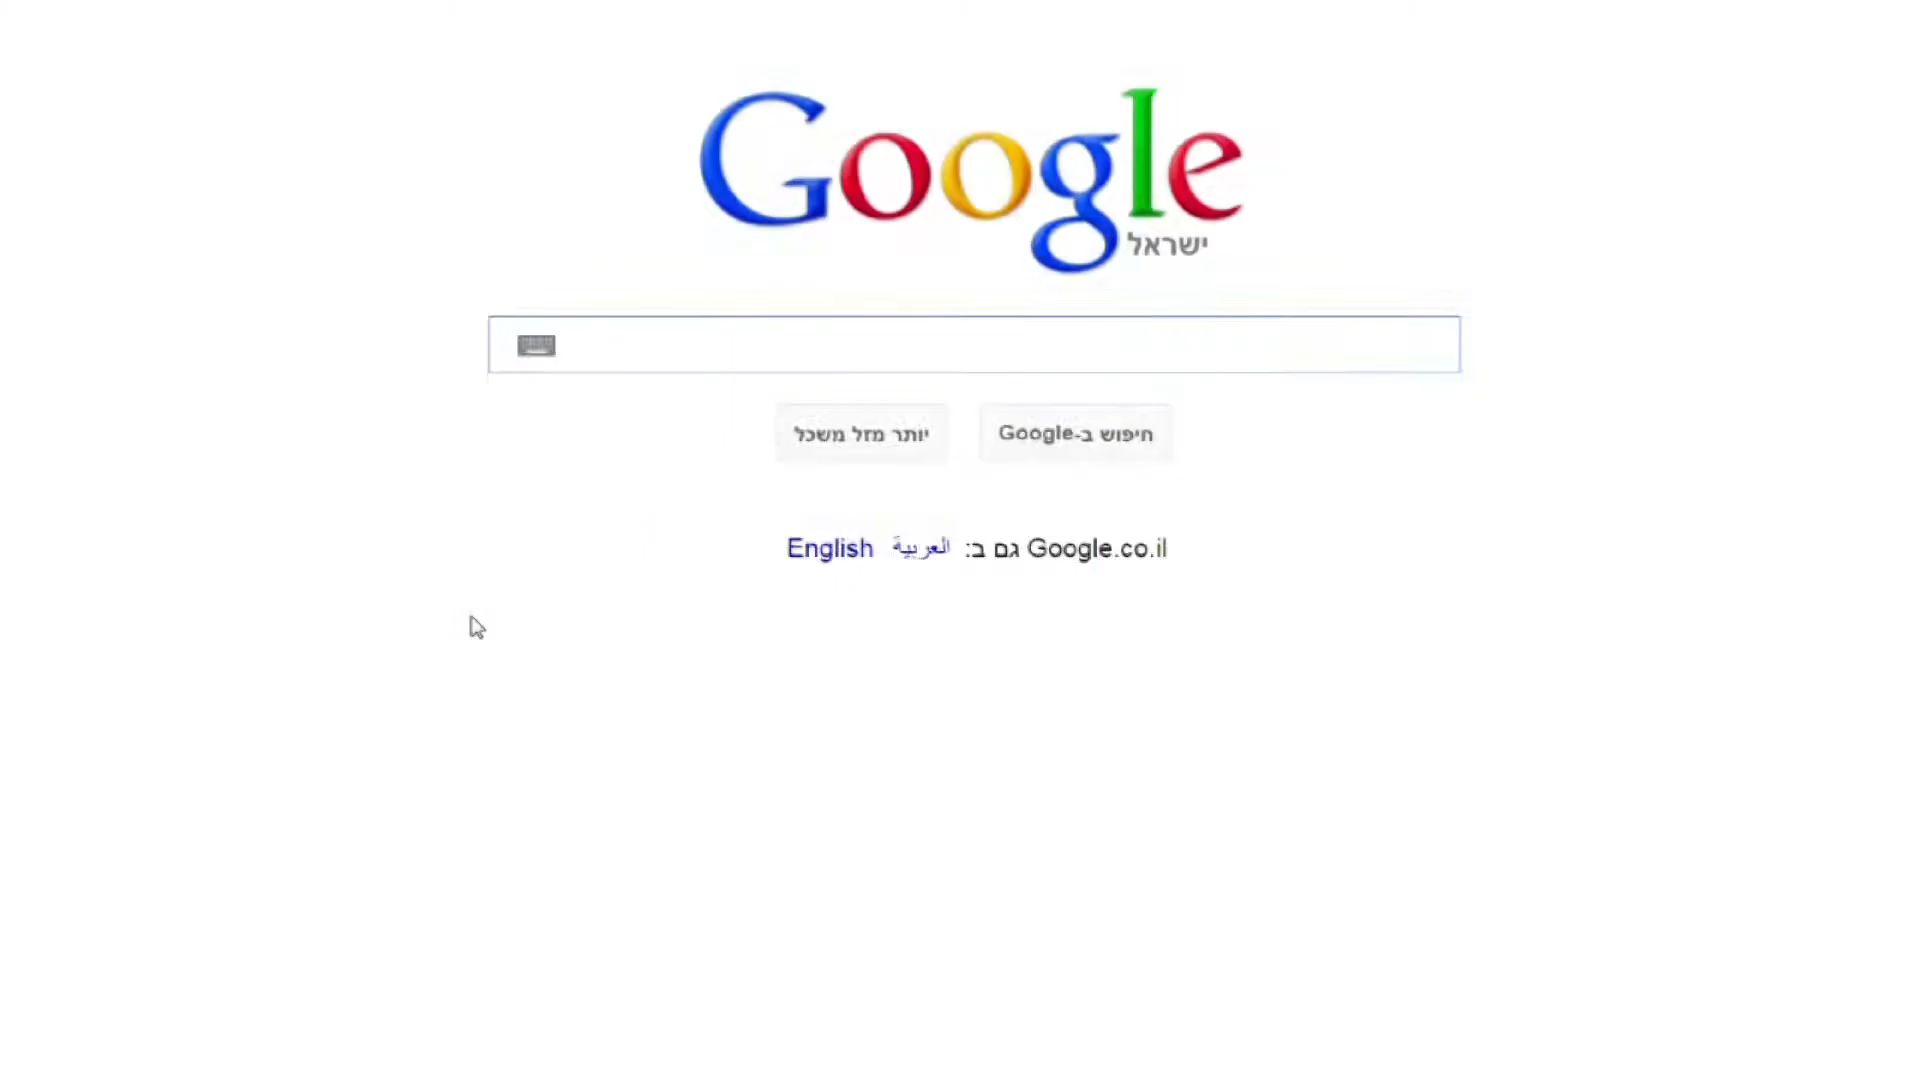 Google
ישראל
חיפוש ב-Google
יותר מזל משכל
Google.co.il גם ב: العربية English